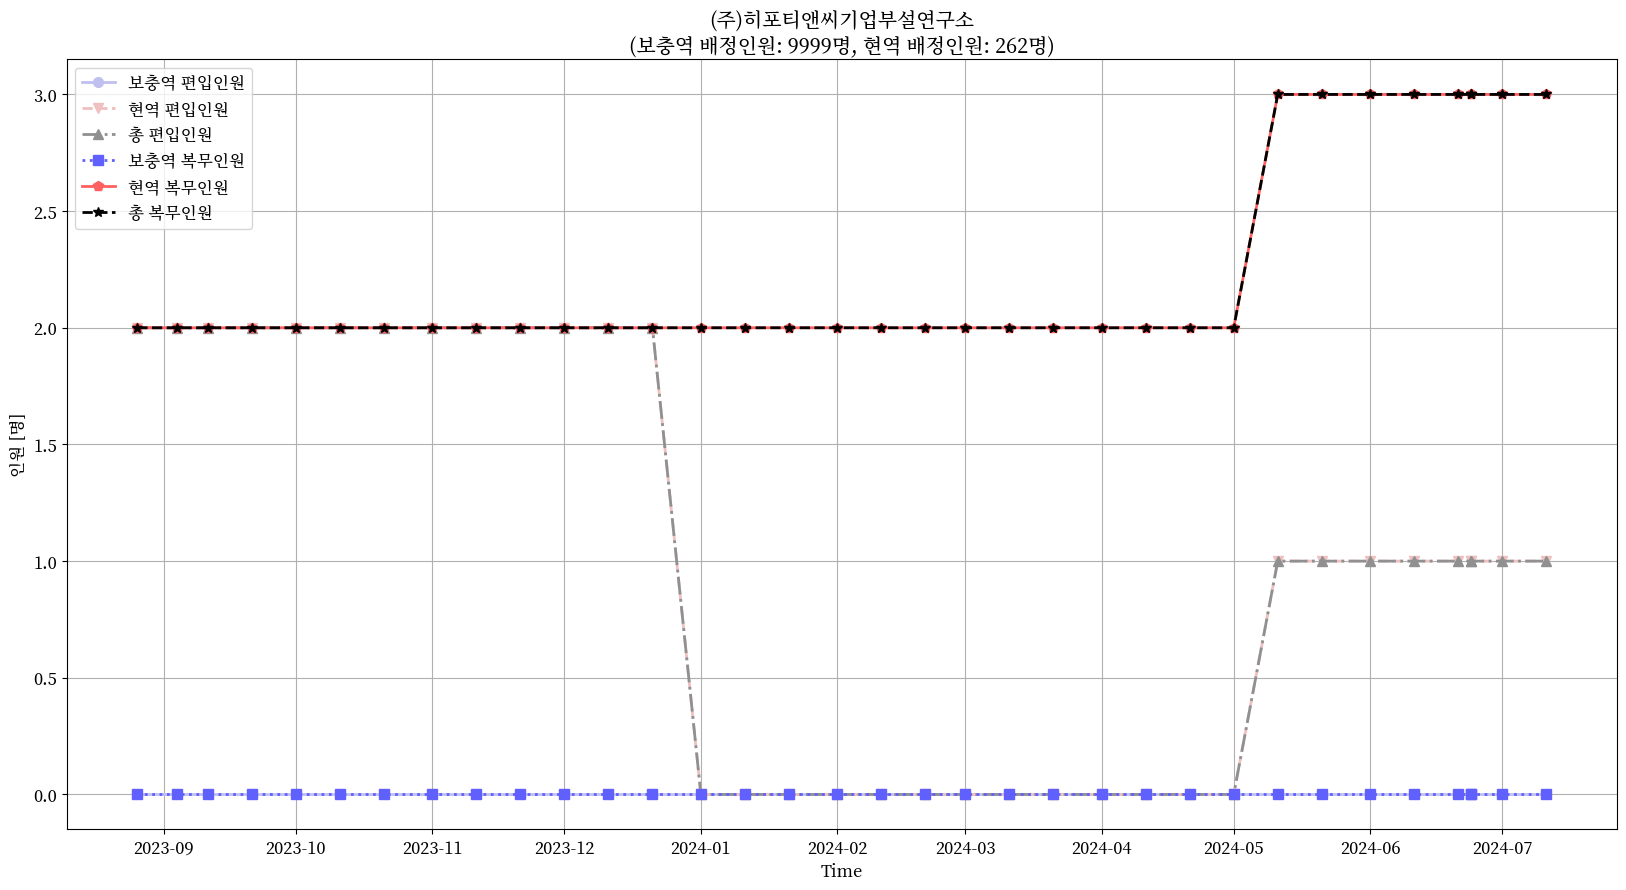 (주)히포티앤씨기업부설연구소
(보충역 배정인원: 9999명, 현역 배정인원: 262명)
보충역 편입인원
현역 편입인원
총 편입인원
보충역 복무인원
현역 복무인원
총 복무인원
인원 [명]
3.0
2.5
2.0
1.5
1.0
0.5
0.0
2023-09 2023-10 2023-11 2023-12 2024-01 2024-02 2024-03 2024-04 2024-05 2024-06 2024-07
Time